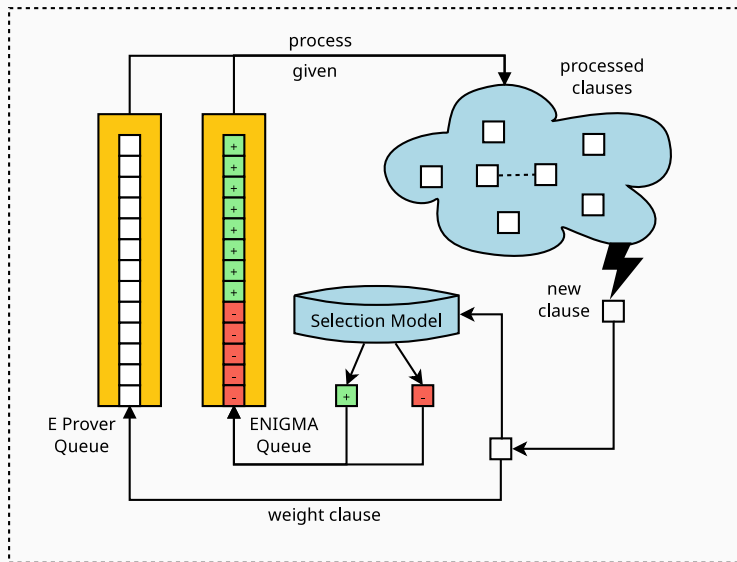 process
given
processed
clauses
+
+
+
+
+
+
+
+
-
-
-
-
-
new
clause
Selection Model
+
-
E Prover
Queue
ENIGMA
Queue
weight clause